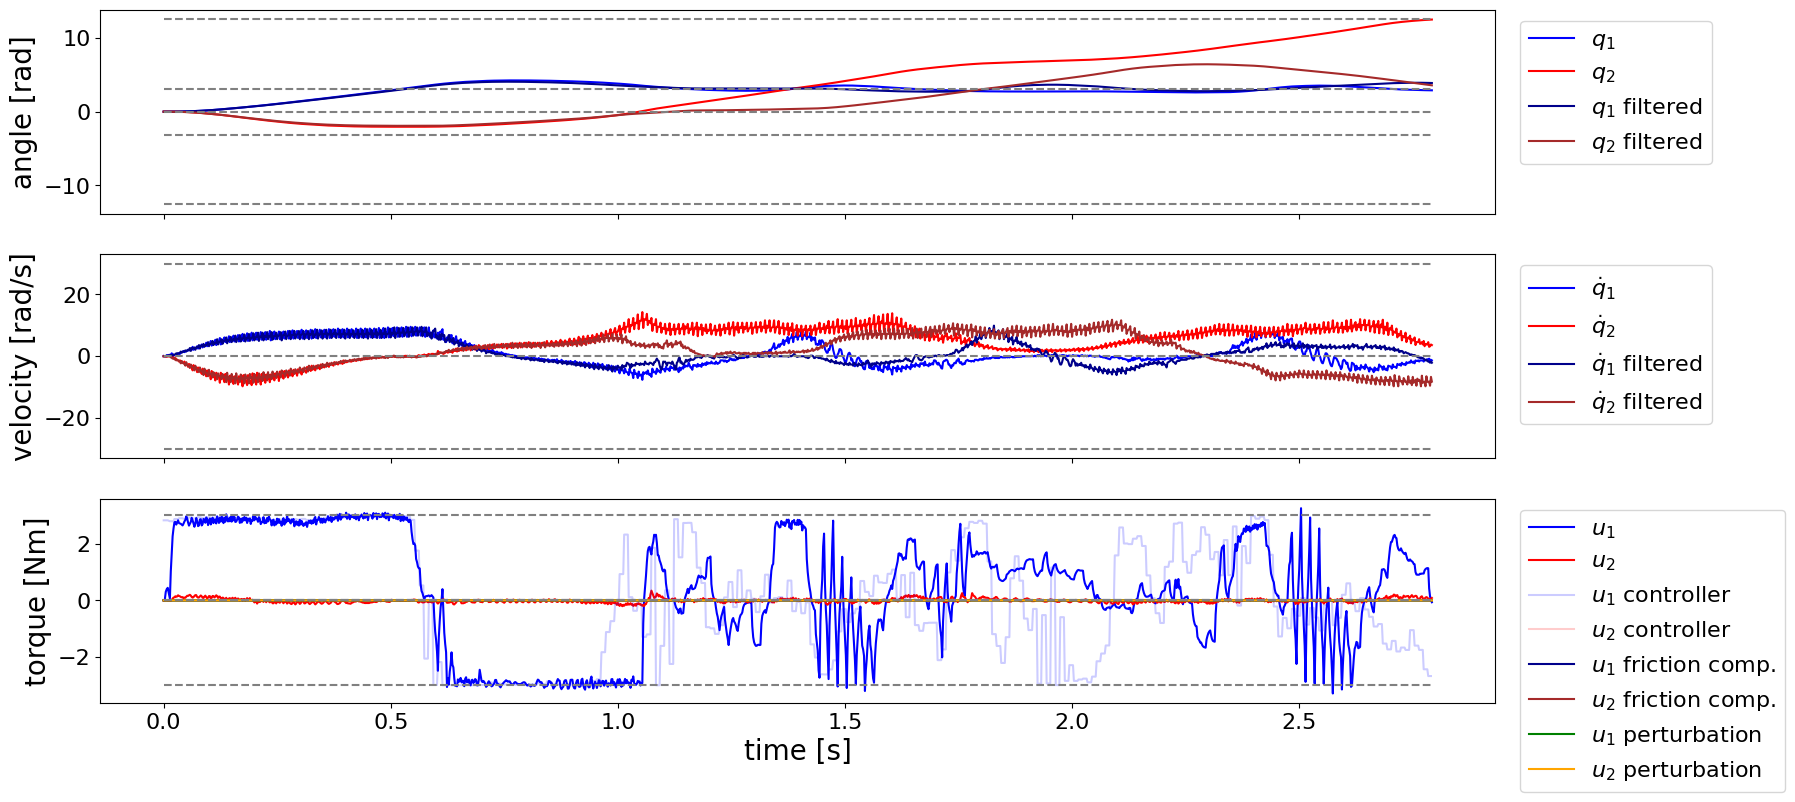 angle [rad]
10
0
−10
q₁
q₂
q₁ filtered
q₂ filtered
velocity [rad/s]
20
0
−20
q̇₁
q̇₂
q̇₁ filtered
q̇₂ filtered
torque [Nm]
2
0
−2
0.0
0.5
1.0
1.5
2.0
2.5
time [s]
u₁
u₂
u₁ controller
u₂ controller
u₁ friction comp.
u₂ friction comp.
u₁ perturbation
u₂ perturbation